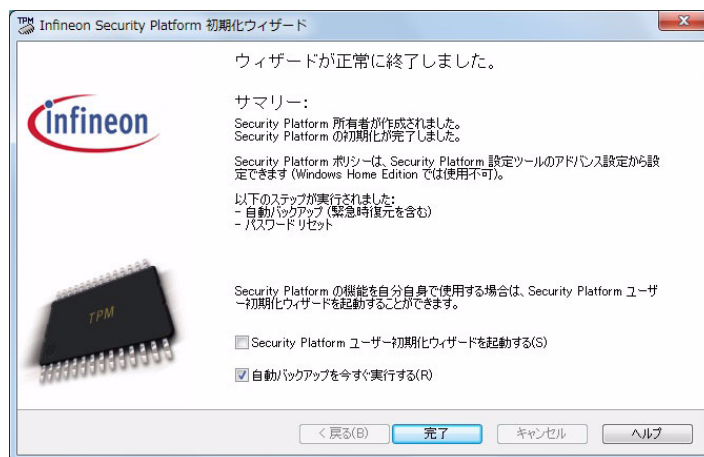 TPM Infineon Security Platform 初期化ウィザード
ウィザードが正常に終了しました。
infineon
サマリー:
Security Platform 所有者が作成されました。
Security Platform の初期化が完了しました。
Security Platform ポリシーは、Security Platform 設定ツールのアドバンス設定から設
定できます (Windows Home Edition では使用不可)。
以下のステップが実行されました:
- 自動バックアップ (緊急時復元を含む)
- パスワード リセット
TPM
Security Platform の機能を自分自身で使用する場合は、Security Platform ユーザ
ー初期化ウィザードを起動することができます。
Security Platform ユーザー初期化ウィザードを起動する(S)
自動バックアップを今すぐ実行する(R)
< 戻る(B) 完了 キャンセル ヘルプ